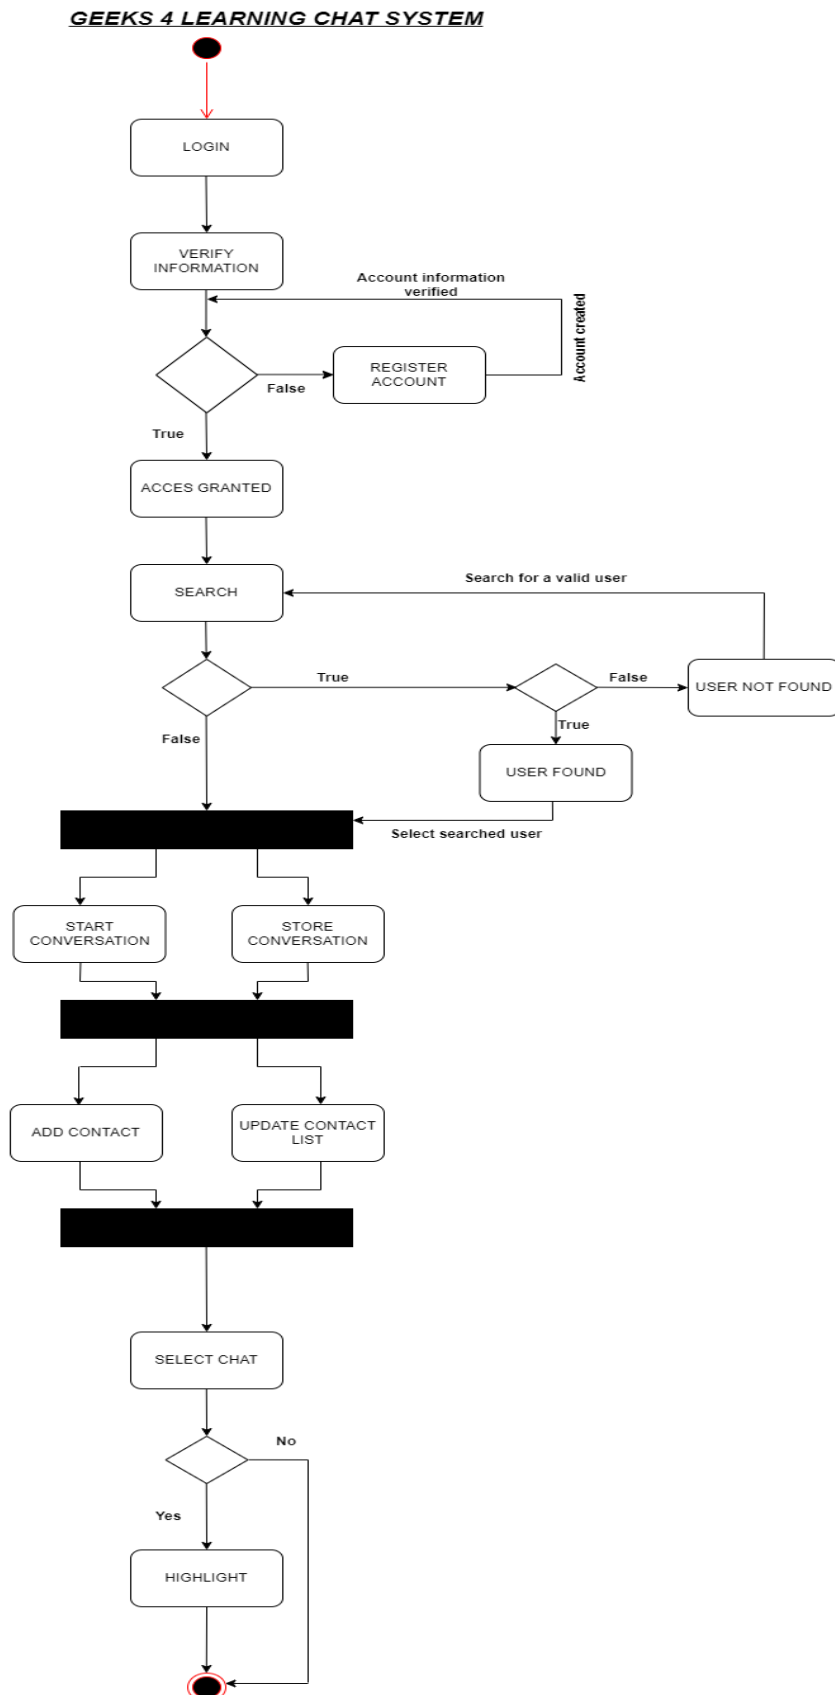 GEEKS 4 LEARNING CHAT SYSTEM
LOGIN
VERIFY
INFORMATION
Account information
verified
Account created
REGISTER
ACCOUNT
False
True
ACCES GRANTED
SEARCH
Search for a valid user
True
False
USER NOT FOUND
False
True
USER FOUND
Select searched user
START
CONVERSATION
STORE
CONVERSATION
ADD CONTACT
UPDATE CONTACT
LIST
SELECT CHAT
No
Yes
HIGHLIGHT